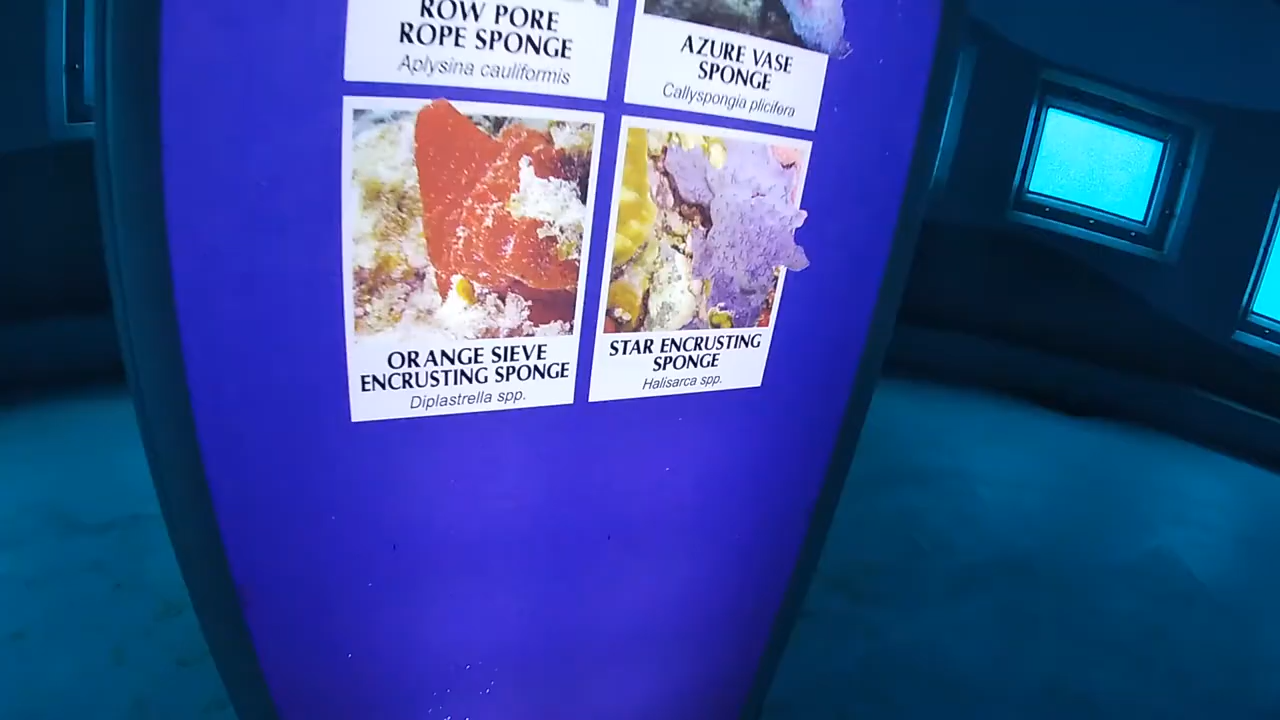 ROW PORE
ROPE SPONGE
Aplysina cauliformis
AZURE VASE
SPONGE
Callyspongia plicifera
ORANGE SIEVE
ENCRUSTING SPONGE
Diplastrella spp.
STAR ENCRUSTING
SPONGE
Halisarca spp.